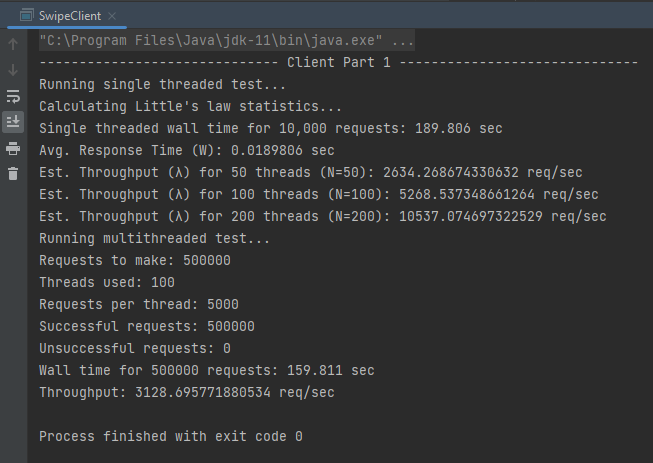 SwipeClient
"C:\Program Files\Java\jdk-11\bin\java.exe" ...
------------------------------ Client Part 1 ------------------------------
Running single threaded test...
Calculating Little's law statistics...
Single threaded wall time for 10,000 requests: 189.806 sec
Avg. Response Time (W): 0.0189806 sec
Est. Throughput (λ) for 50 threads (N=50): 2634.268674330632 req/sec
Est. Throughput (λ) for 100 threads (N=100): 5268.537348661264 req/sec
Est. Throughput (λ) for 200 threads (N=200): 10537.074697322529 req/sec
Running multithreaded test...
Requests to make: 500000
Threads used: 100
Requests per thread: 5000
Successful requests: 500000
Unsuccessful requests: 0
Wall time for 500000 requests: 159.811 sec
Throughput: 3128.695771880534 req/sec
Process finished with exit code 0